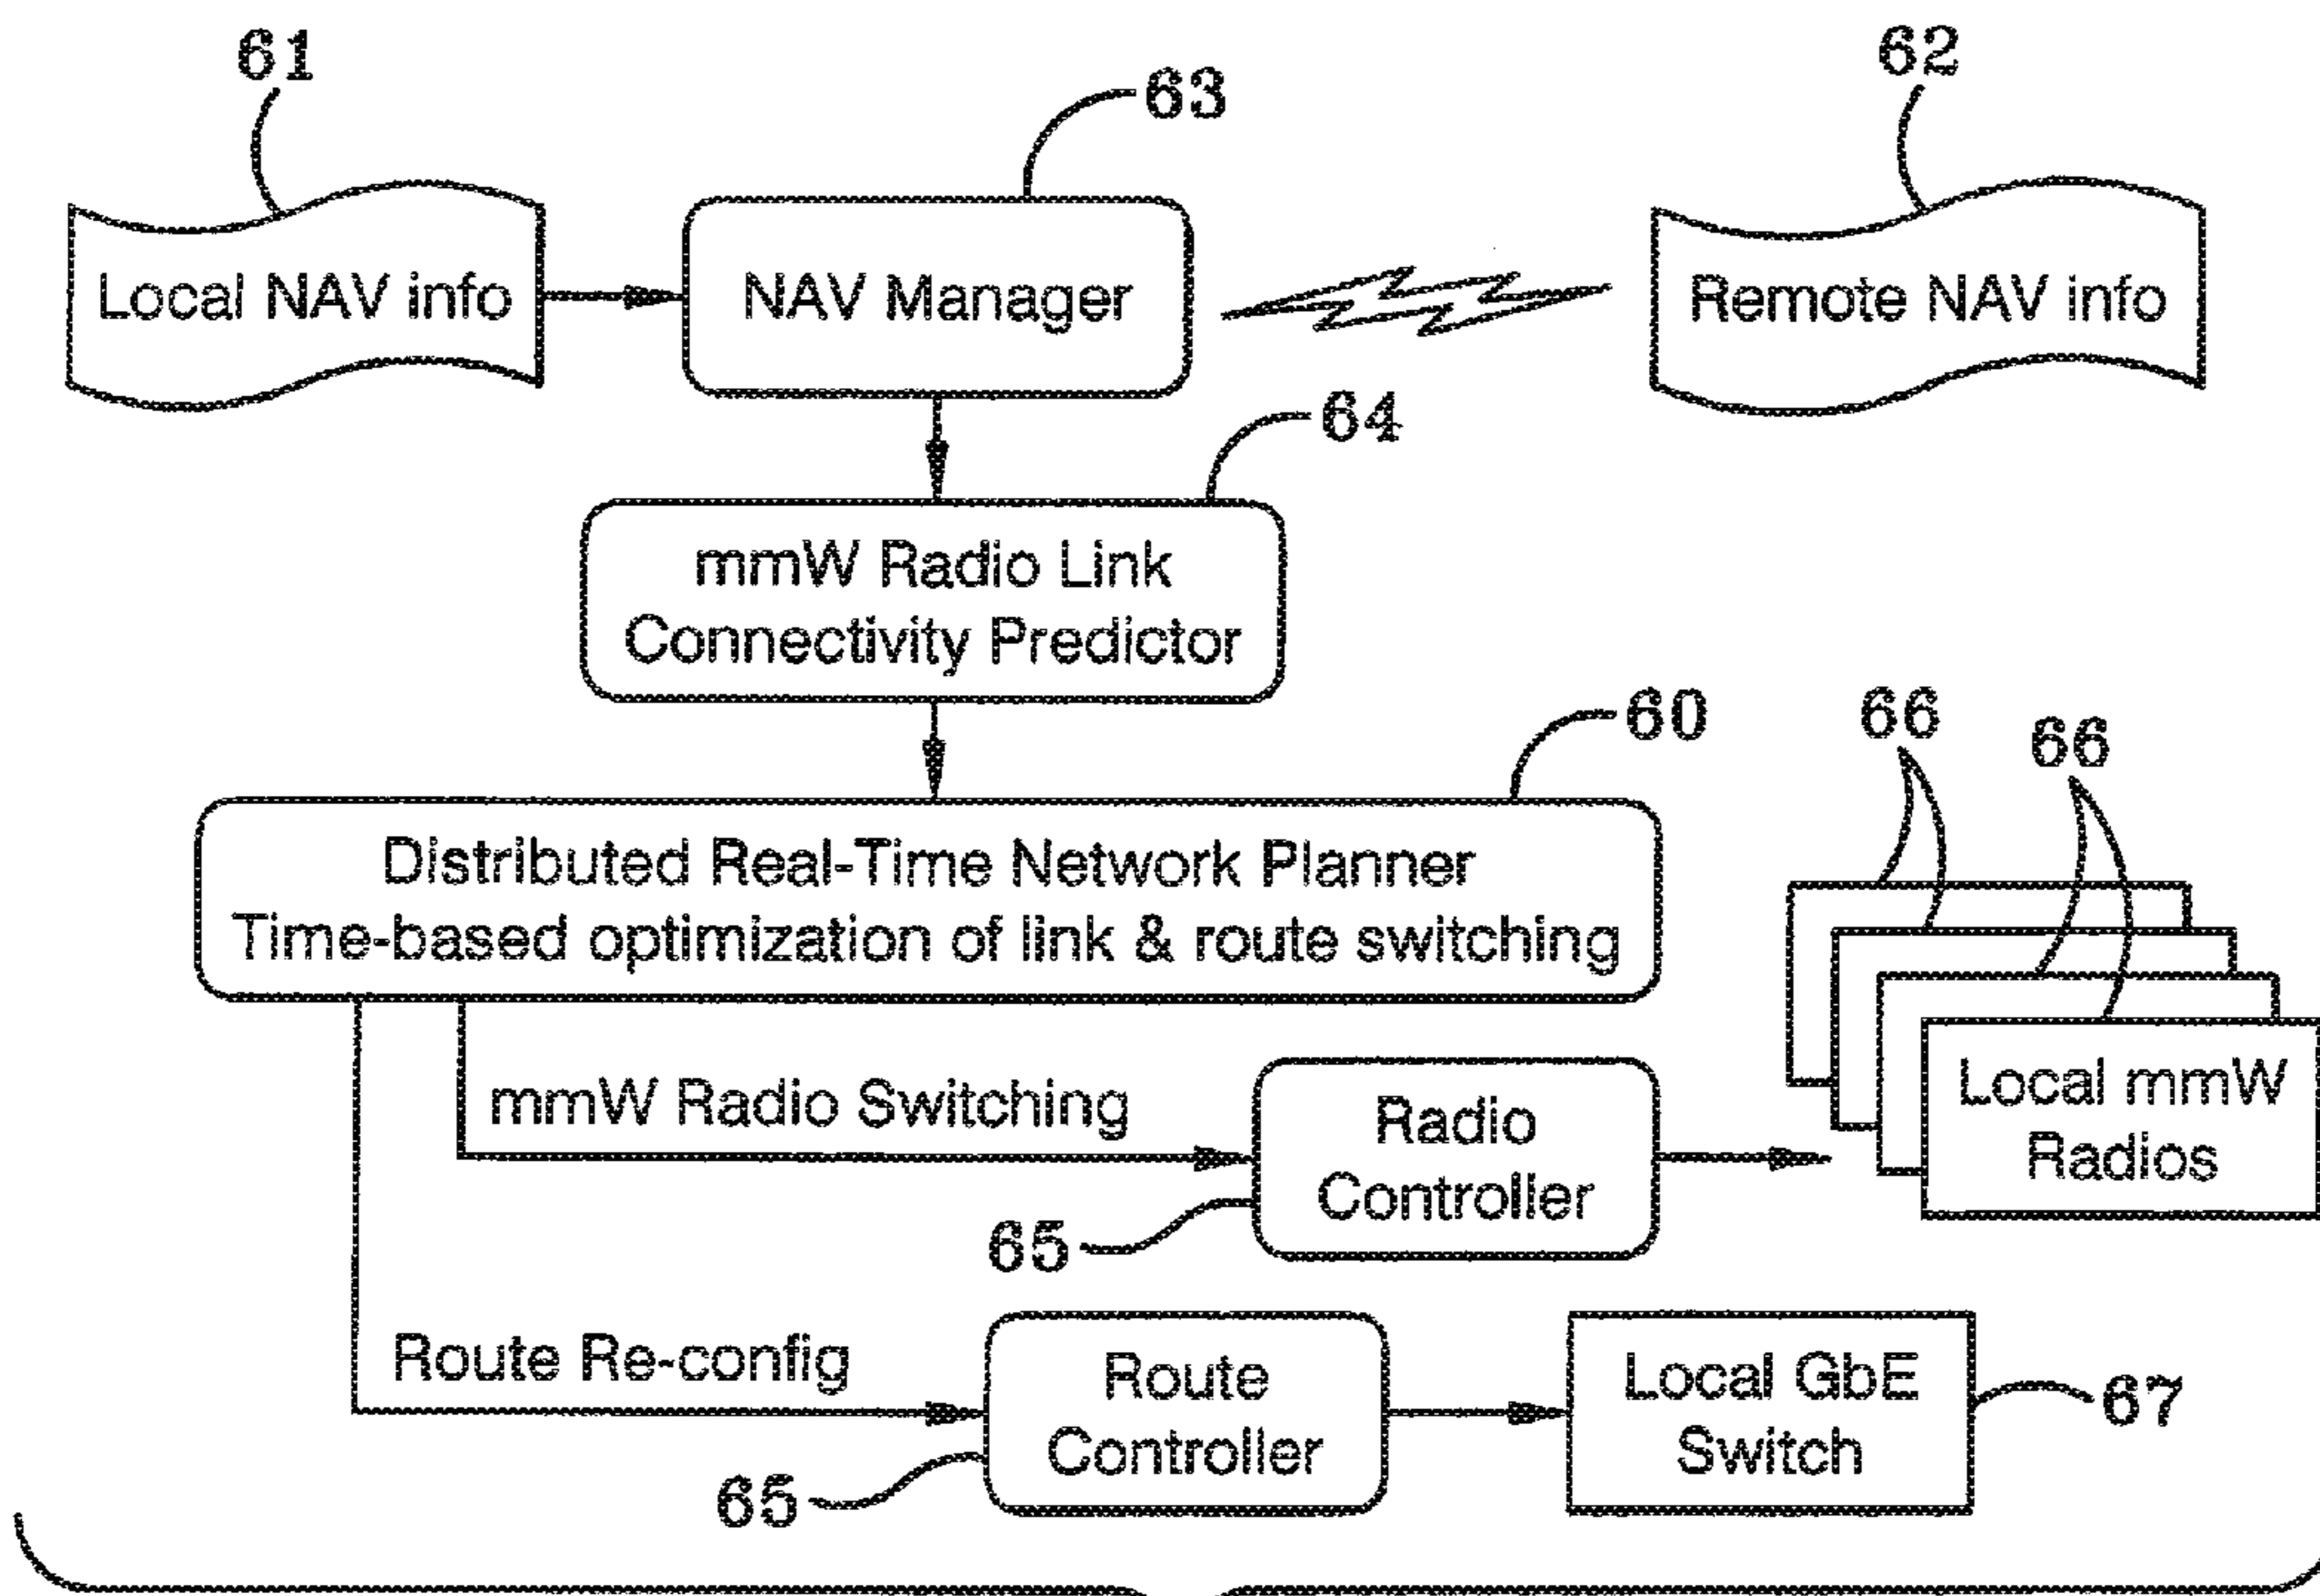 61
62
63
Local NAV info
NAV Manager
Remote NAV info
64
mmW Radio Link
Connectivity Predictor
60
66
66
Distributed Real-Time Network Planner
Time-based optimization of link & route switching
mmW Radio Switching
Radio
Controller
Local mmW
Radios
65
Route Re-config
Route
Controller
Local GbE
Switch
67
65